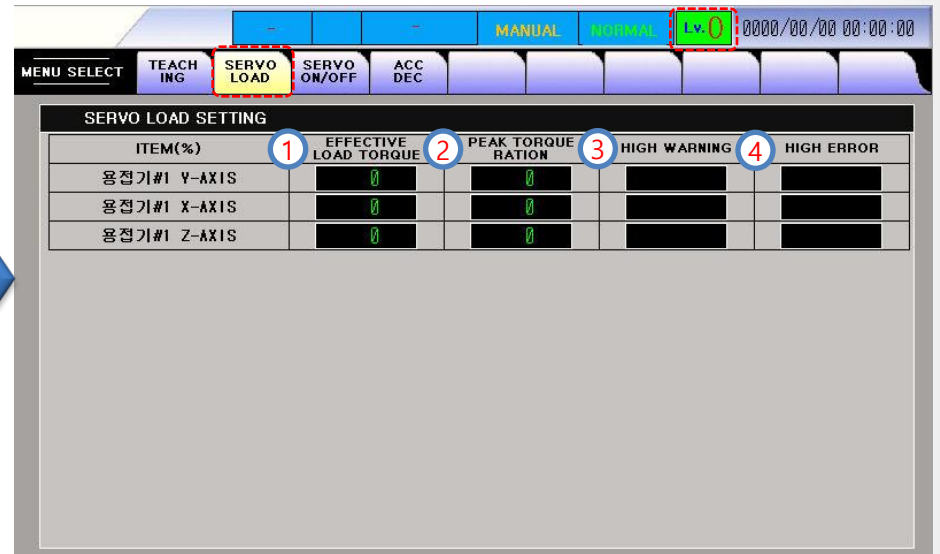 - - MANUAL NORMAL Lv.0 0000/00/00 00:00:00
MENU SELECT TEACH ING SERVO LOAD SERVO ON/OFF ACC DEC
SERVO LOAD SETTING
ITEM(%) 1 EFFECTIVE LOAD TORQUE 2 PEAK TORQUE RATION 3 HIGH WARNING 4 HIGH ERROR
용접기#1 Y-AXIS 0 0
용접기#1 X-AXIS 0 0
용접기#1 Z-AXIS 0 0